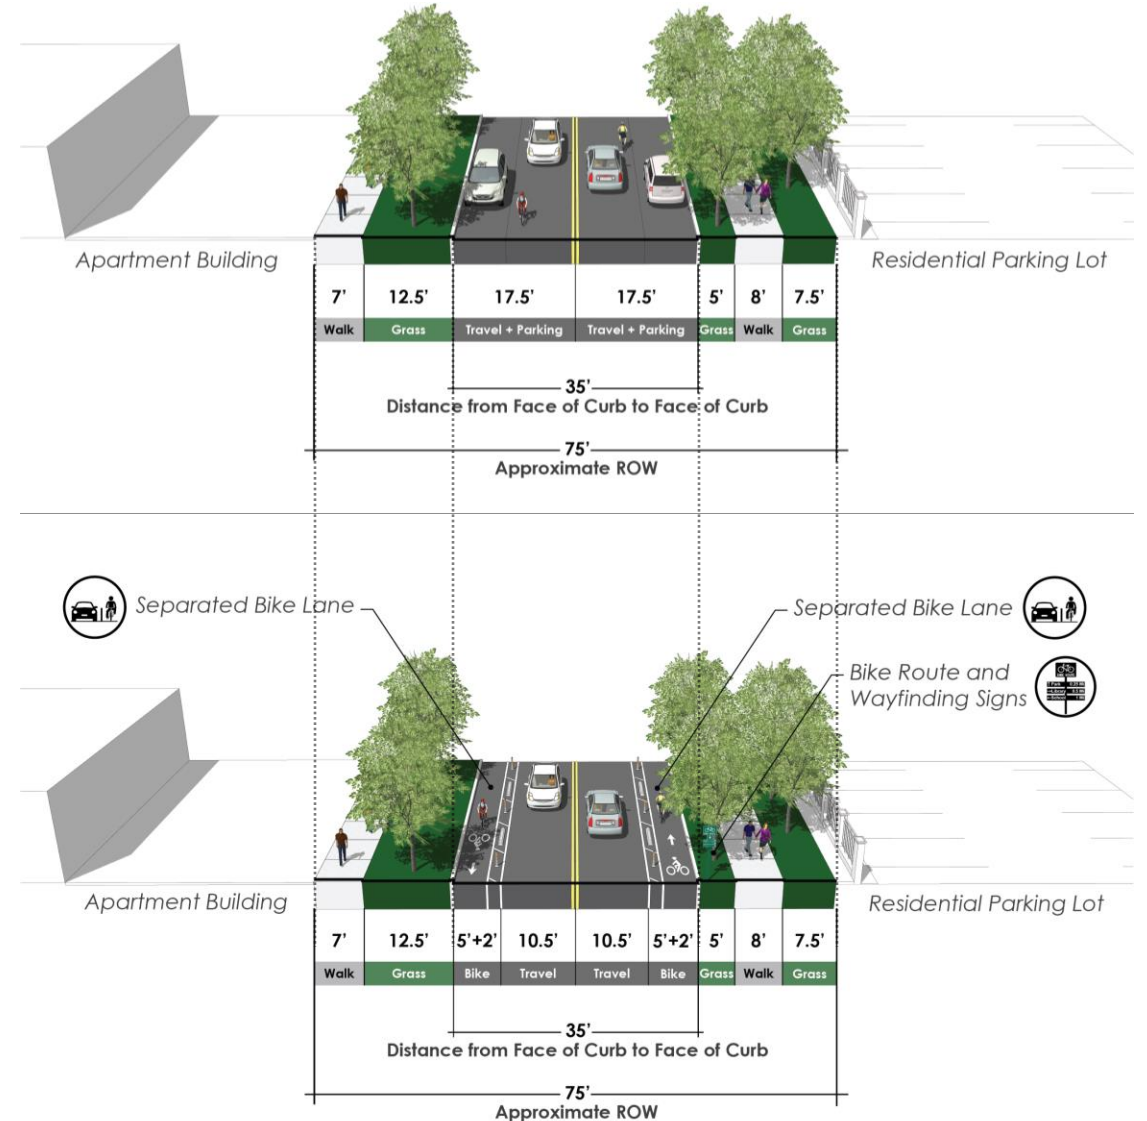 Apartment Building
Residential Parking Lot
7' 12.5' 17.5' 17.5' 5' 8' 7.5'
Walk Grass Travel + Parking Travel + Parking Grass Walk Grass
35'
Distance from Face of Curb to Face of Curb
75'
Approximate ROW
Separated Bike Lane
Separated Bike Lane
Bike Route and
Wayfinding Signs
Apartment Building
Residential Parking Lot
7' 12.5' 5'+2' 10.5' 10.5' 5'+2' 5' 8' 7.5'
Walk Grass Bike Travel Travel Bike Grass Walk Grass
35'
Distance from Face of Curb to Face of Curb
75'
Approximate ROW